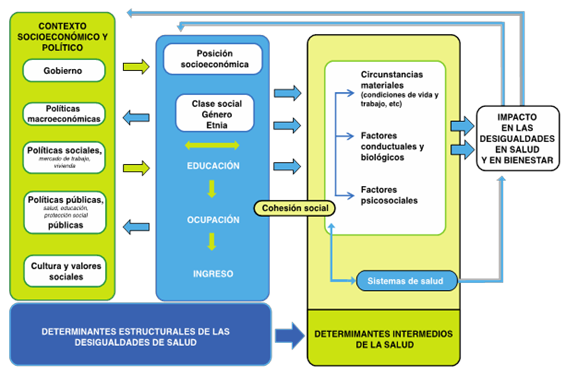 CONTEXTO
SOCIOECONÓMICO Y
POLÍTICO
Gobierno
Políticas
macroeconómicas
Políticas sociales,
mercado de trabajo,
vivienda
Políticas públicas,
salud, educación,
protección social
públicas
Cultura y valores
sociales
Posición
socioeconómica
Clase social
Género
Etnia
EDUCACIÓN
OCUPACIÓN
INGRESO
Cohesión social
Circunstancias
materiales
(condiciones de vida y
trabajo, etc)
Factores
conductuales y
biológicos
Factores
psicosociales
Sistemas de salud
IMPACTO
EN LAS
DESIGUALDADES
EN SALUD
Y EN BIENESTAR
DETERMINANTES ESTRUCTURALES DE LAS
DESIGUALDADES DE SALUD
DETERMIMANTES INTERMEDIOS
DE LA SALUD